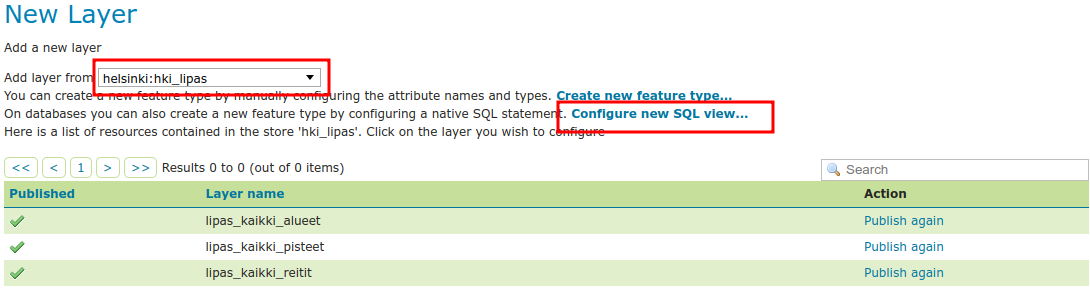 New Layer
Add a new layer
Add layer from helsinki:hki_lipas
You can create a new feature type by manually configuring the attribute names and types. Create new feature type...
On databases you can also create a new feature type by configuring a native SQL statement. Configure new SQL view...
Here is a list of resources contained in the store 'hki_lipas'. Click on the layer you wish to configure
<< < 1 > >> Results 0 to 0 (out of 0 items) Search
Published Layer name Action
lipas_kaikki_alueet Publish again
lipas_kaikki_pisteet Publish again
lipas_kaikki_reitit Publish again